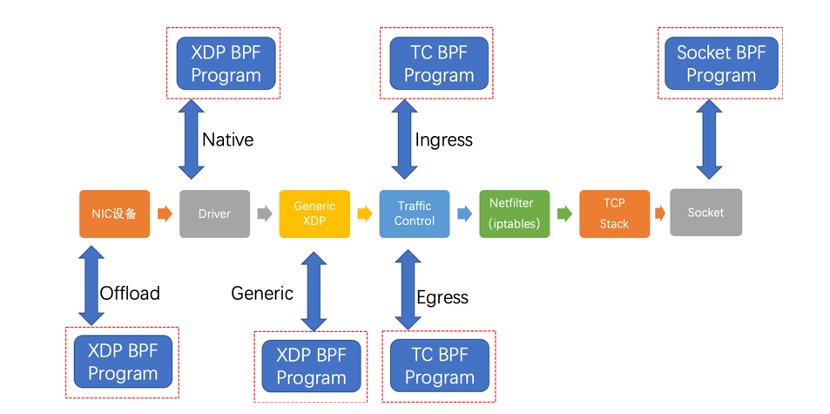 XDP BPF
Program
TC BPF
Program
Socket BPF
Program
Native
Ingress
NIC设备
Driver
Generic
XDP
Traffic
Control
Netfilter
（iptables）
TCP
Stack
Socket
Offload
Generic
Egress
XDP BPF
Program
XDP BPF
Program
TC BPF
Program